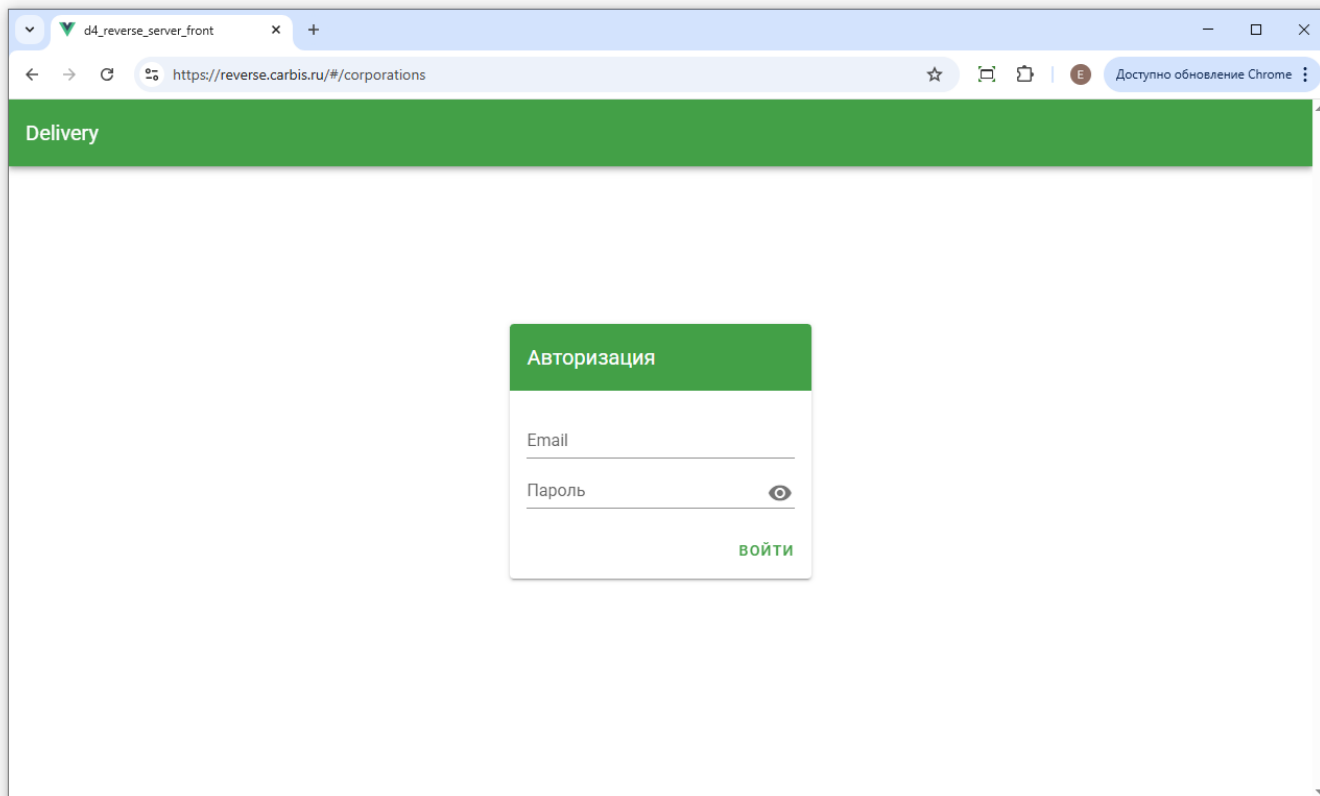 d4_reverse_server_front
https://reverse.carbis.ru/#/corporations
E
Доступно обновление Chrome
Delivery
Авторизация
Email
Пароль
ВОЙТИ